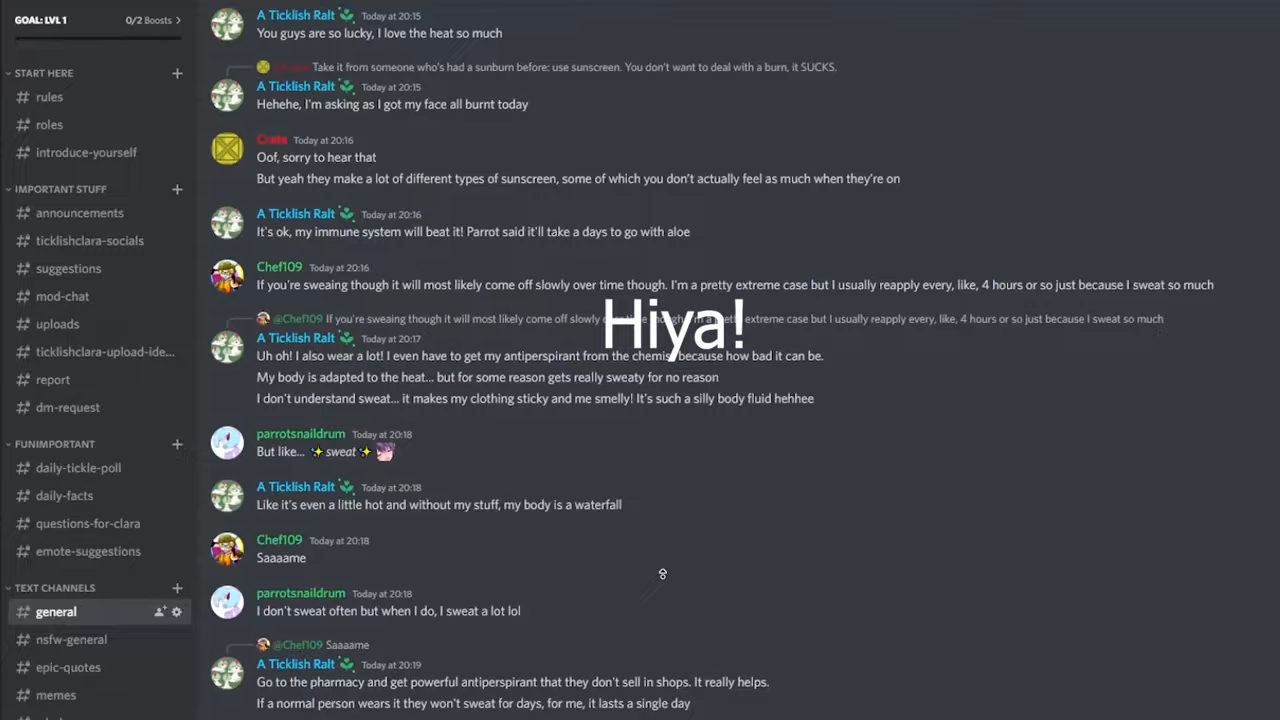 GOAL: LVL 1
0/2 Boosts
START HERE
rules
roles
introduce-yourself
IMPORTANT STUFF
announcements
ticklishclara-socials
suggestions
mod-chat
uploads
ticklishclara-upload-ide...
report
dm-request
FUNIMPORTANT
daily-tickle-poll
daily-facts
questions-for-clara
emote-suggestions
TEXT CHANNELS
general
nsfw-general
epic-quotes
memes
A Ticklish Ralt Today at 20:15
You guys are so lucky, I love the heat so much
Take it from someone who's had a sunburn before: use sunscreen. You don't want to deal with a burn, it SUCKS.
A Ticklish Ralt Today at 20:15
Hehehe, I'm asking as I got my face all burnt today
Crate Today at 20:16
Oof, sorry to hear that
But yeah they make a lot of different types of sunscreen, some of which you don't actually feel as much when they're on
A Ticklish Ralt Today at 20:16
It's ok, my immune system will beat it! Parrot said it'll take a days to go with aloe
Chef109 Today at 20:16
If you're sweaing though it will most likely come off slowly over time though. I'm a pretty extreme case but I usually reapply every, like, 4 hours or so just because I sweat so much
Hiya!
@Chef109 If you're sweaing though it will most likely come off slowly extreme case but I usually reapply every, like, 4 hours or so just because I sweat so much
A Ticklish Ralt Today at 20:17
Uh oh! I also wear a lot! I even have to get my antiperspirant from the chemist because how bad it can be.
My body is adapted to the heat... but for some reason gets really sweaty for no reason
I don't understand sweat... it makes my clothing sticky and me smelly! It's such a silly body fluid hehhee
parrotsnaildrum Today at 20:18
But like... ✨sweat✨
A Ticklish Ralt Today at 20:18
Like it's even a little hot and without my stuff, my body is a waterfall
Chef109 Today at 20:18
Saaaame
parrotsnaildrum Today at 20:18
I don't sweat often but when I do, I sweat a lot lol
@Chef109 Saaaame
A Ticklish Ralt Today at 20:19
Go to the pharmacy and get powerful antiperspirant that they don't sell in shops. It really helps.
If a normal person wears it they won't sweat for days, for me, it lasts a single day